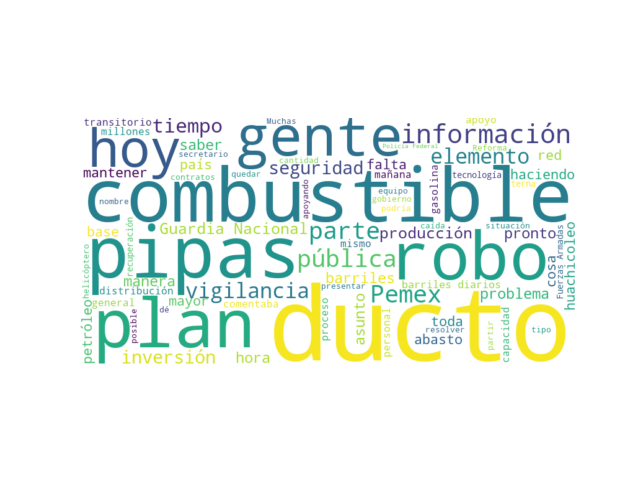 transitorio tiempo Muchas apoyo
millones hoy gente información
saber Policía Federal Reforma
secretario cantidad seguridad falta elemento red
mantener país contratos quedar apoyando mañana tecnología haciendo
nombre combustible equipo gobierno podría gasolina terna
base Guardia Nacional parte producción caida situación pronto
recuperación pipas pública mismo robo cosa Fuerzas Armadas huachicoleo
helicóptero manera barriles barriles diarios
distribución vigilancia presentar Pemex problema
general mayor comentaba
petróleo posible plan dé ducto
proceso asunto personal toda resolver abasto partir capacidad tipo
inversión hora